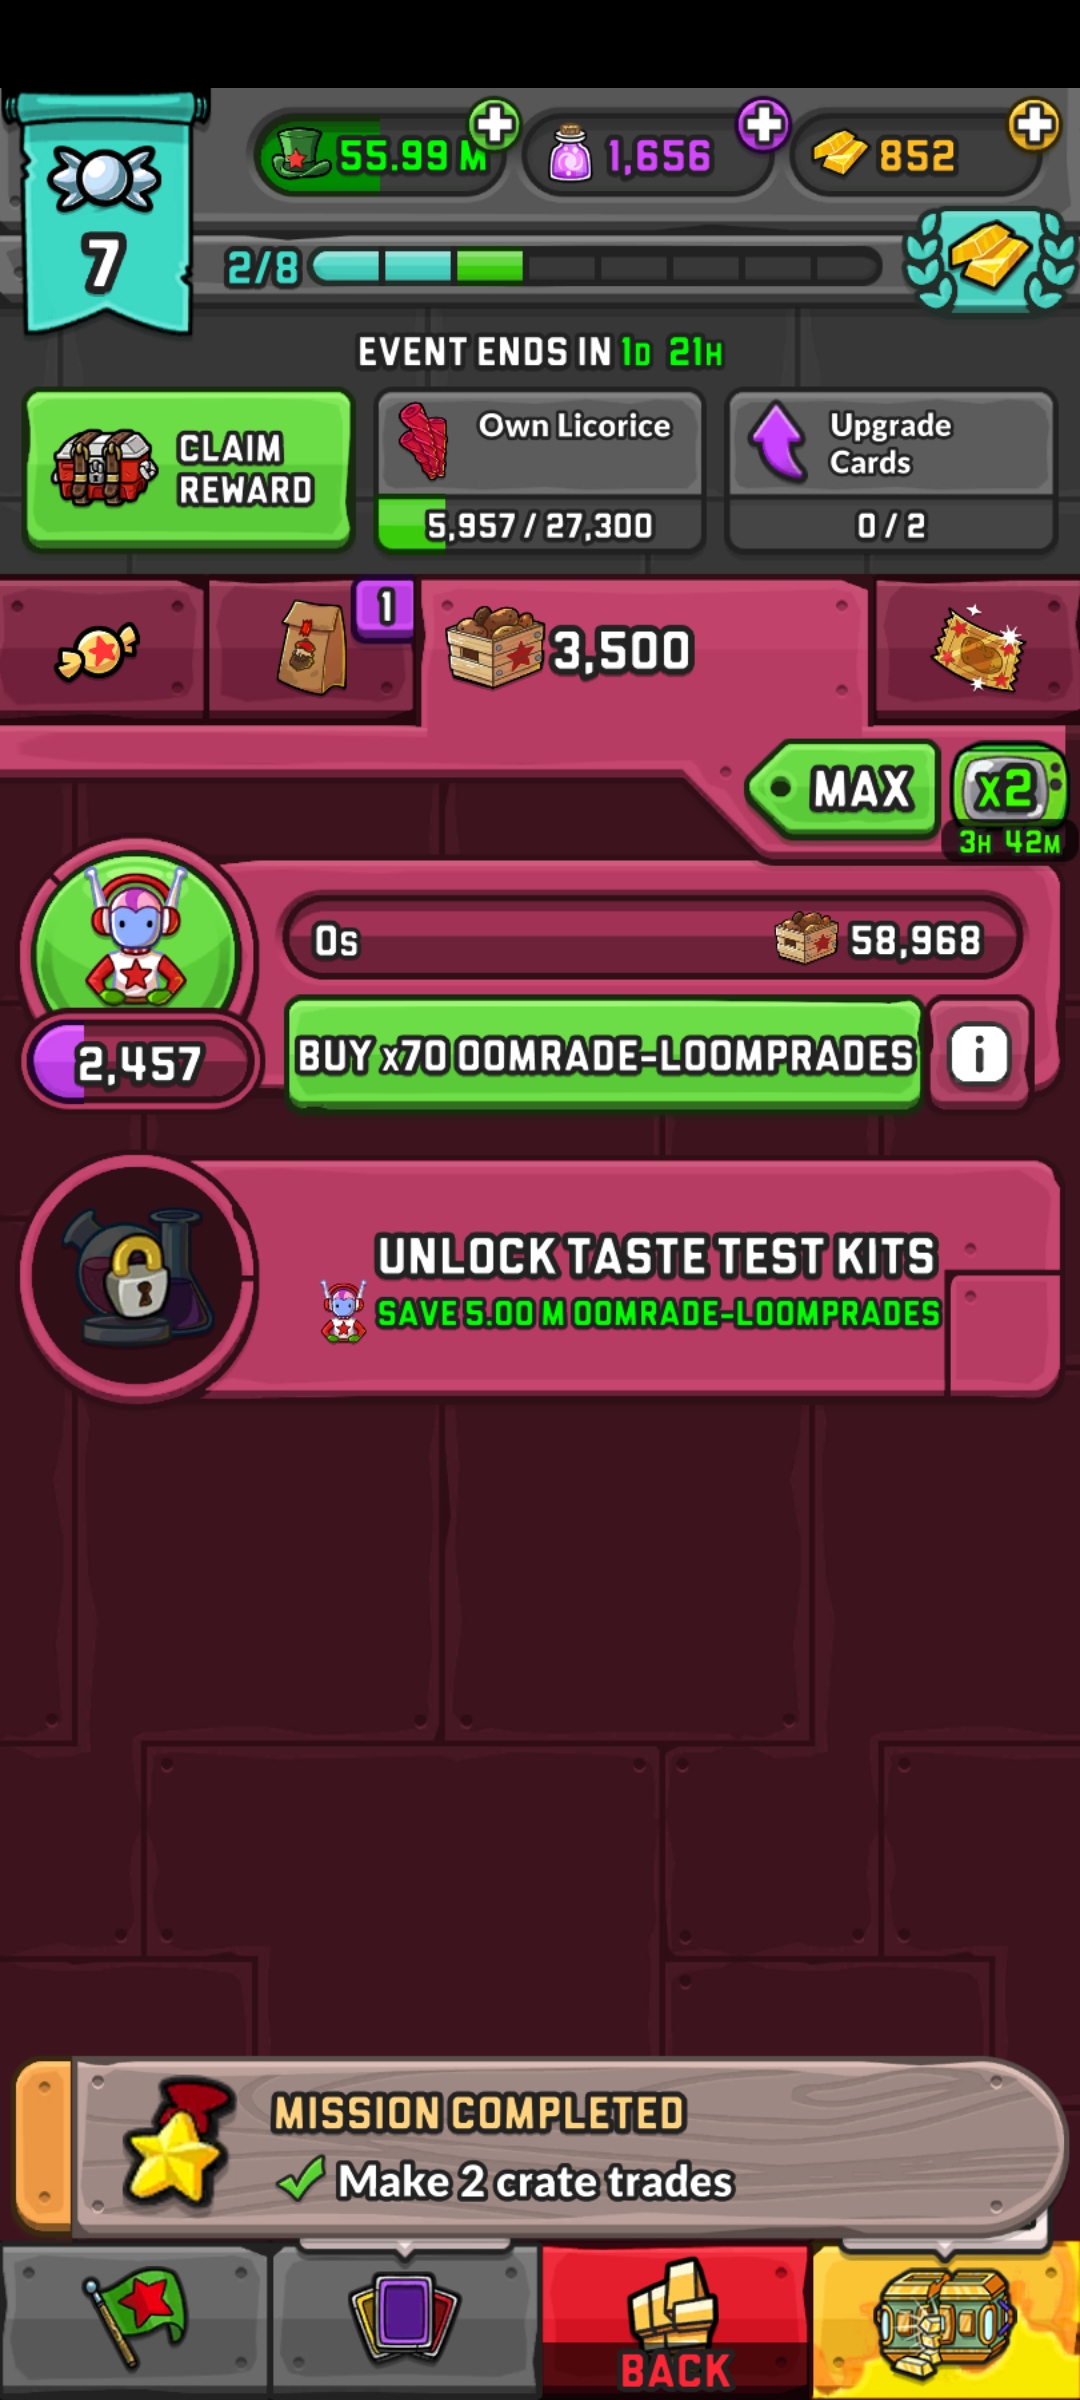 55.99 M
1,656
852
7
2/8
EVENT ENDS IN 1D 21H
CLAIM
REWARD
Own Licorice
5,957 / 27,300
Upgrade
Cards
0 / 2
1
3,500
MAX
x2
3H 42M
0s
58,968
2,457
BUY x70 OOMRADE-LOOMPRADES
i
UNLOCK TASTE TEST KITS
SAVE 5.00 M OOMRADE-LOOMPRADES
MISSION COMPLETED
Make 2 crate trades
BACK